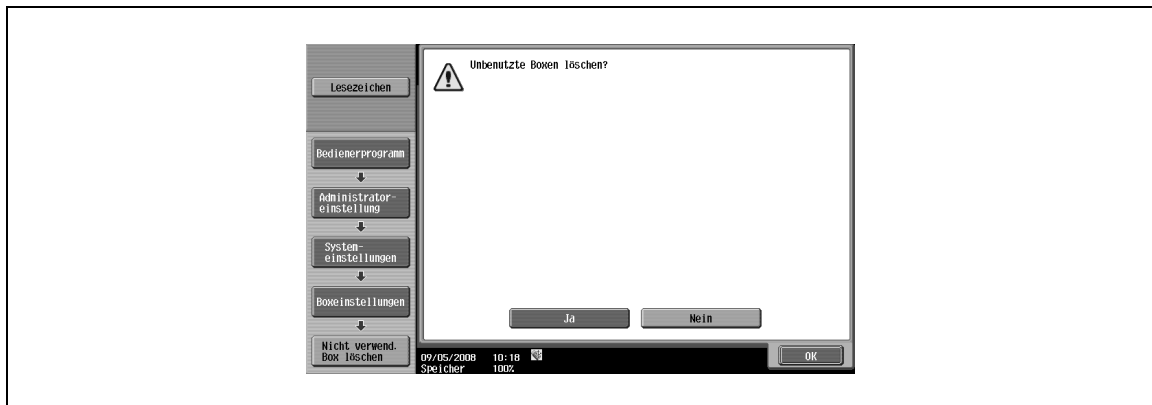 Lesezeichen
Bedienerprogramm
Administrator-
einstellung
System-
einstellungen
Boxeinstellungen
Nicht verwend.
Box löschen
Unbenutzte Boxen löschen?
Ja
Nein
09/05/2008 10:18
Speicher 100%
OK